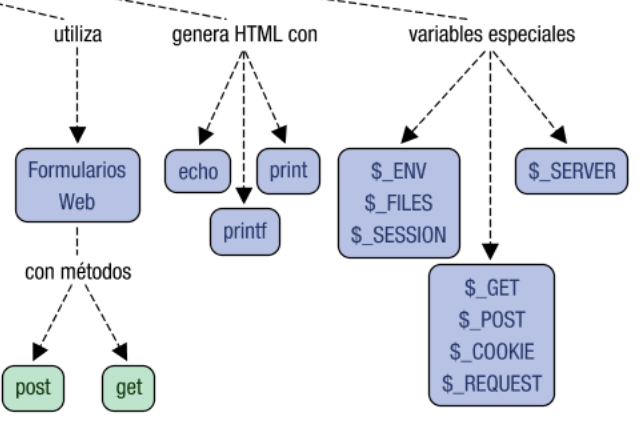 utiliza
genera HTML con
variables especiales
Formularios
Web
echo
print
printf
$_ENV
$_FILES
$_SESSION
$_SERVER
con métodos
$_GET
$_POST
$_COOKIE
$_REQUEST
post
get